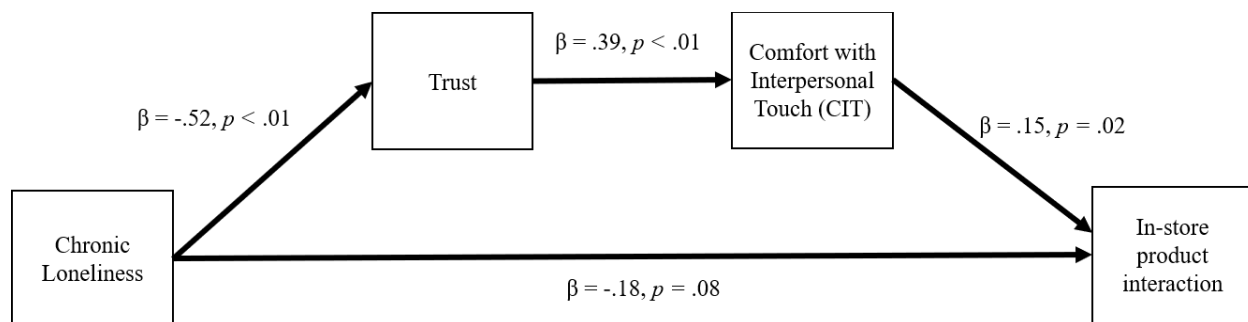 β = .39, p < .01
Trust
Comfort with
Interpersonal
Touch (CIT)
β = -.52, p < .01
β = .15, p = .02
Chronic
Loneliness
In-store
product
interaction
β = -.18, p = .08